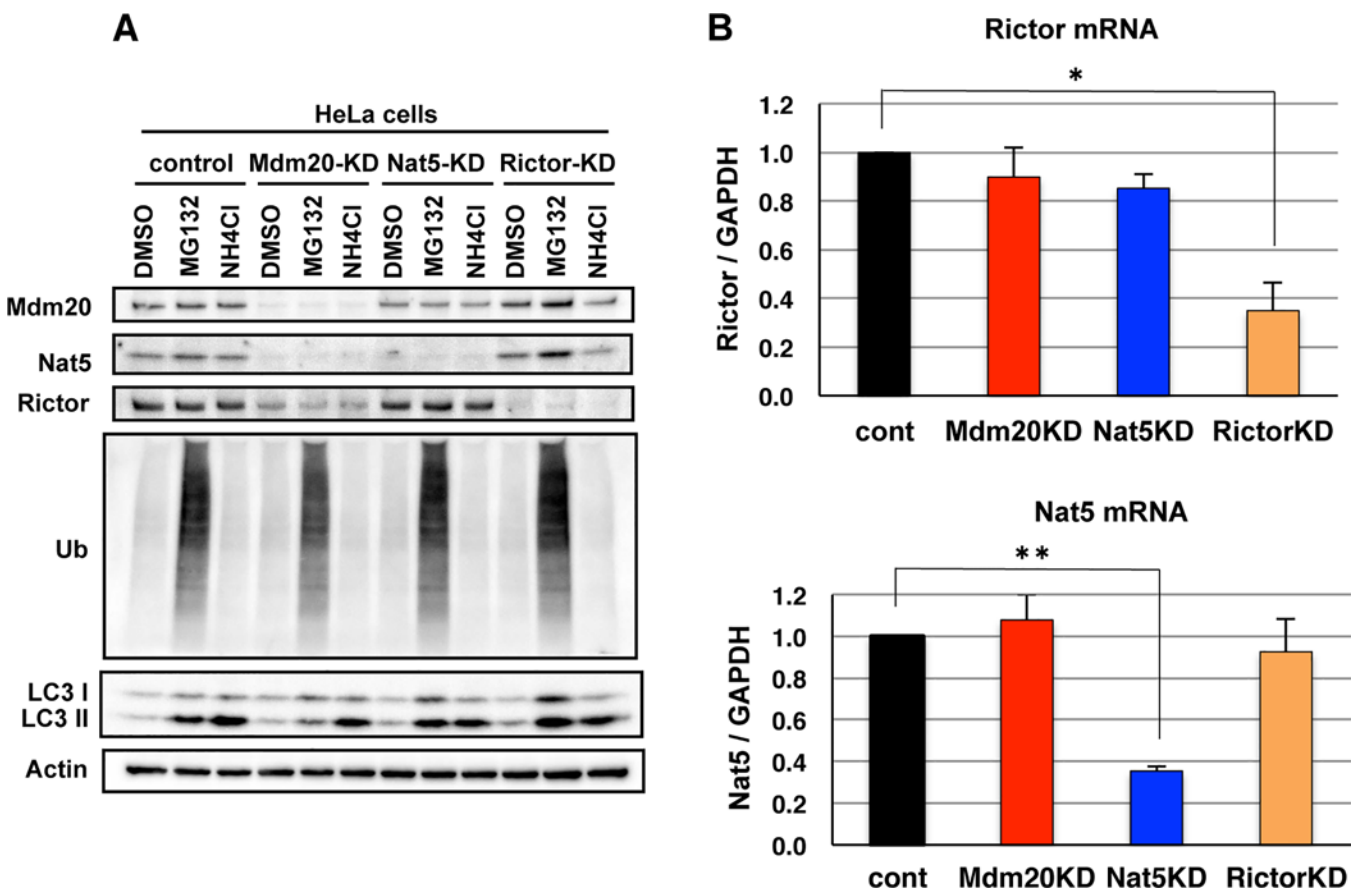 A
HeLa cells
control Mdm20-KD Nat5-KD Rictor-KD
DMSO MG132 NH4Cl DMSO MG132 NH4Cl DMSO MG132 NH4Cl DMSO MG132 NH4Cl
Mdm20
Nat5
Rictor
Ub
LC3 I
LC3 II
Actin
B
Rictor mRNA
*
Rictor / GAPDH
1.2
1.0
0.8
0.6
0.4
0.2
0.0
cont Mdm20KD Nat5KD RictorKD
Nat5 mRNA
**
Nat5 / GAPDH
1.2
1.0
0.8
0.6
0.4
0.2
0.0
cont Mdm20KD Nat5KD RictorKD